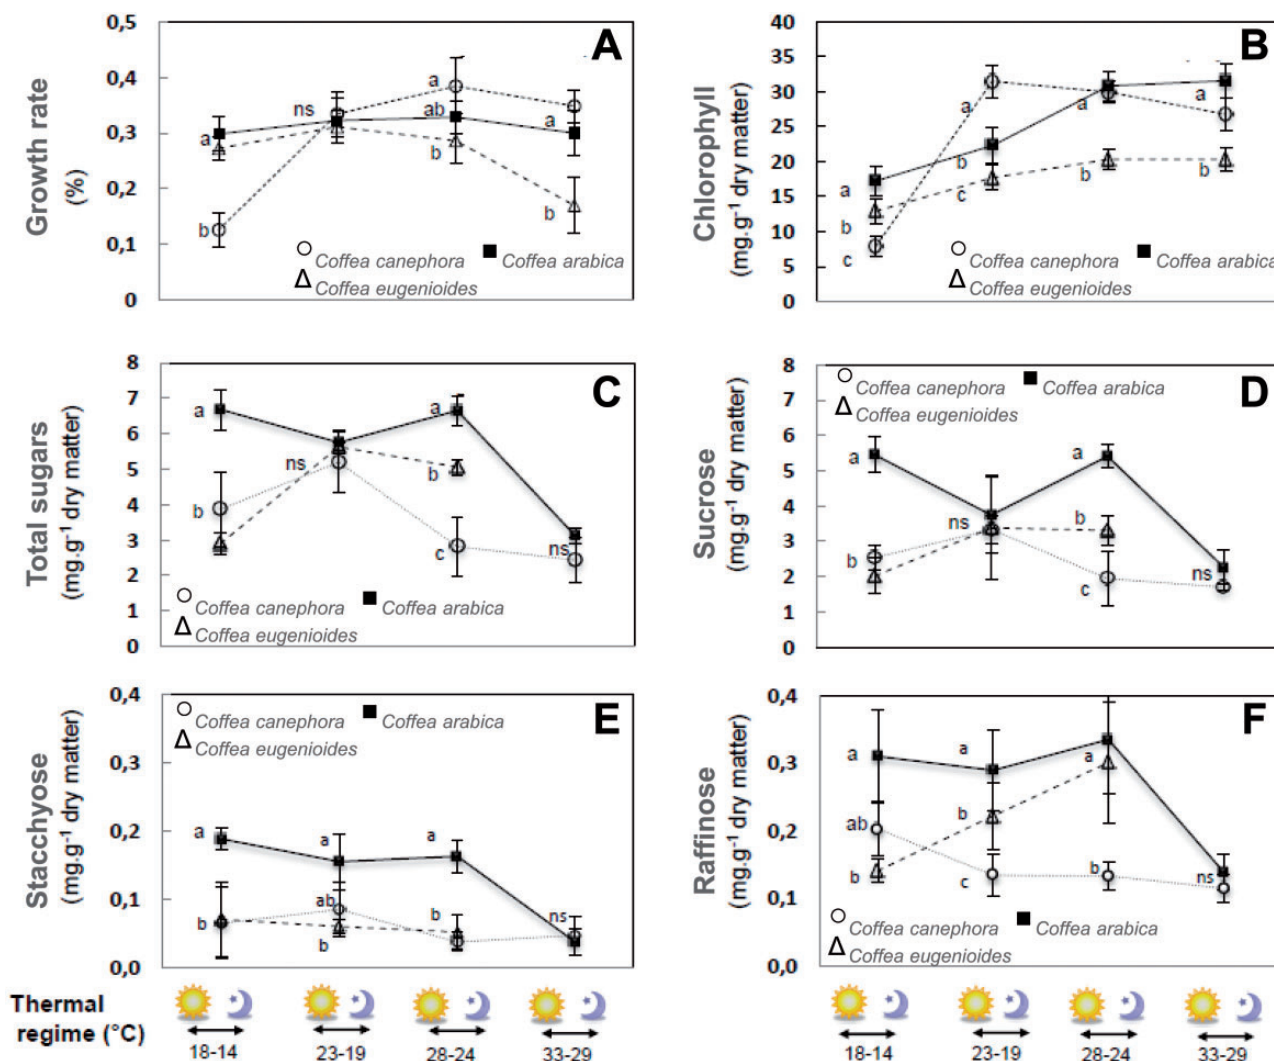 A
Growth rate
(%)
0,5
0,4
0,3
0,2
0,1
0
a
b
ns
a
ab
b
a
b
Coffea canephora Coffea arabica
Coffea eugenioides
B
Chlorophyll
(mg.g⁻¹ dry matter)
40
35
30
25
20
15
10
5
0
a
b
c
a
b
c
a
b
a
b
Coffea canephora Coffea arabica
Coffea eugenioides
C
Total sugars
(mg.g⁻¹ dry matter)
8
7
6
5
4
3
2
1
0
a
b
ns
a
b
c
ns
Coffea canephora Coffea arabica
Coffea eugenioides
D
Sucrose
(mg.g⁻¹ dry matter)
8
7
6
5
4
3
2
1
0
Coffea canephora Coffea arabica
Coffea eugenioides
a
b
ns
a
b
c
ns
E
Stacchyose
(mg.g⁻¹ dry matter)
0,4
0,3
0,2
0,1
0,0
Coffea canephora Coffea arabica
Coffea eugenioides
a
b
a
ab
b
a
b
ns
F
Raffinose
(mg.g⁻¹ dry matter)
0,4
0,3
0,2
0,1
0,0
a
ab
b
a
b
c
a
b
ns
Coffea canephora Coffea arabica
Coffea eugenioides
Thermal
regime (°C)
18-14 23-19 28-24 33-29
18-14 23-19 28-24 33-29